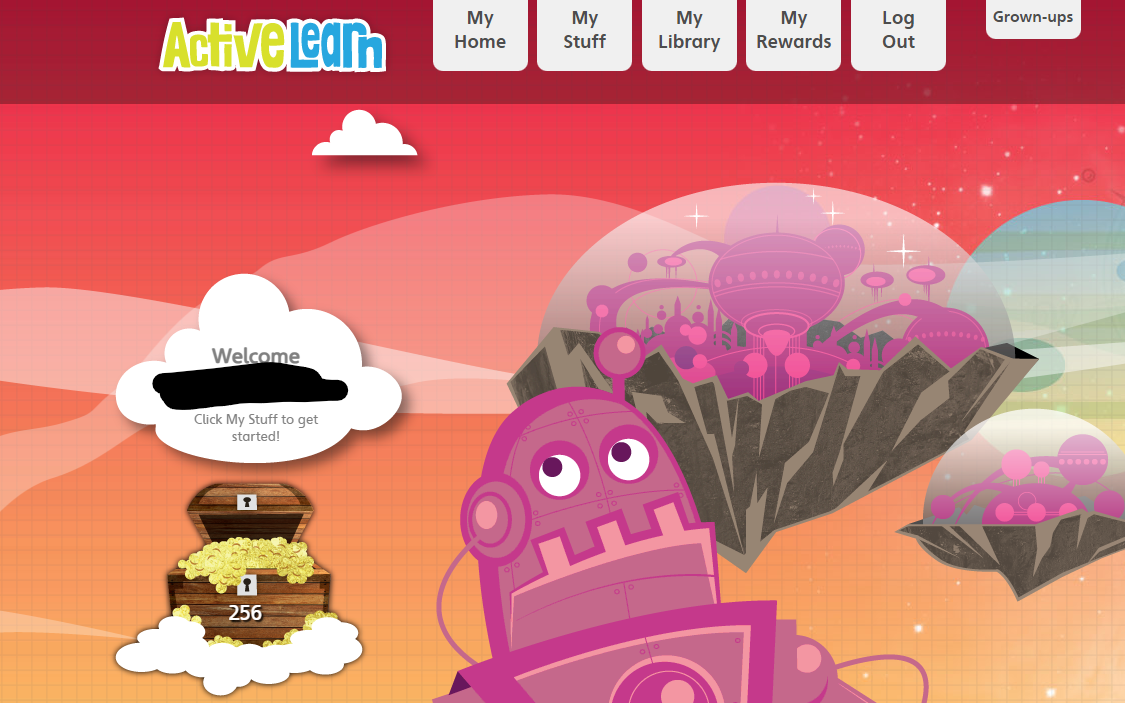 ActiveLearn
My
Home
My
Stuff
My
Library
My
Rewards
Log
Out
Grown-ups
Welcome
Click My Stuff to get
started!
256